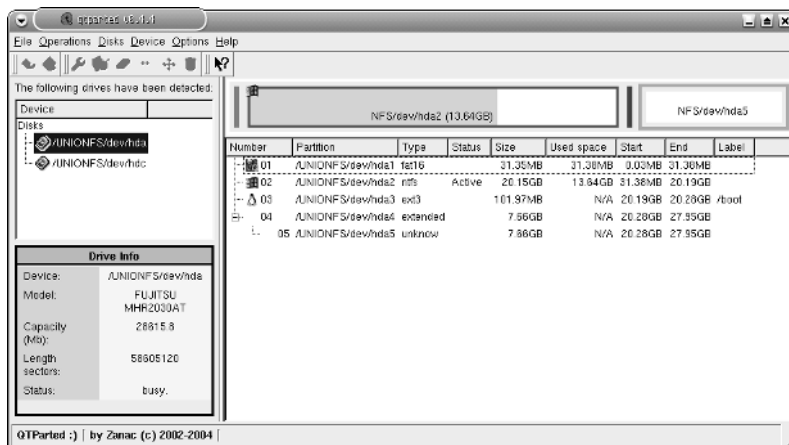 File Operations Disks Device Options Help
The following drives have been detected:
Device
Disks
/UNIONFS/dev/hda
/UNIONFS/dev/hdc
NFS/dev/hda2 (13.64GB)
NFS/dev/hda5
Number Partition Type Status Size Used space Start End Label
01 /UNIONFS/dev/hda1 fat16 31.35MB 31.38MB 0.03MB 31.38MB
02 /UNIONFS/dev/hda2 ntfs Active 20.15GB 13.64GB 31.38MB 20.19GB
03 /UNIONFS/dev/hda3 ext3 101.97MB N/A 20.19GB 20.28GB /boot
04 /UNIONFS/dev/hda4 extended 7.66GB N/A 20.28GB 27.95GB
05 /UNIONFS/dev/hda5 unknow 7.66GB N/A 20.28GB 27.95GB
Drive Info
Device: /UNIONFS/dev/hda
Model: FUJITSU
MHR2030AT
Capacity 28615.8
(Mb):
Length 58605120
sectors:
Status: busy.
QTParted :) by Zanac (c) 2002-2004